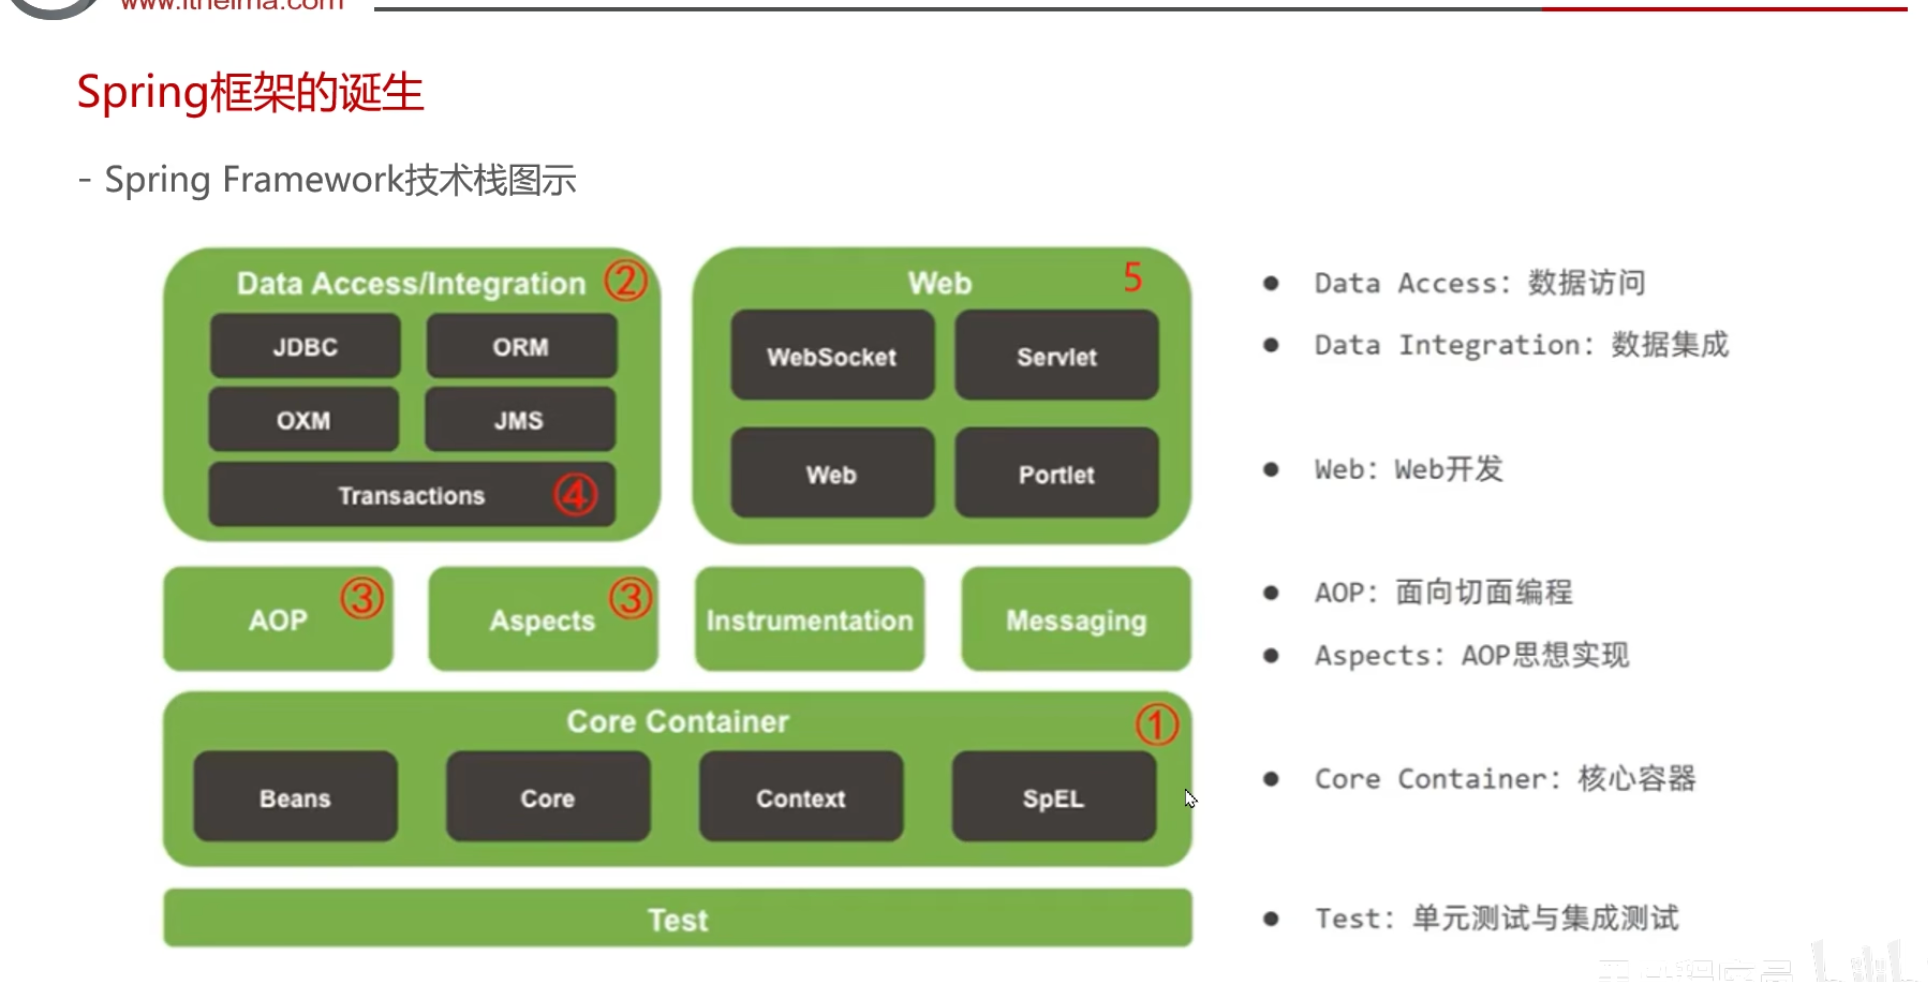 www.itheima.com
Spring框架的诞生
- Spring Framework技术栈图示
Data Access/Integration ②
JDBC ORM
OXM JMS
Transactions ④
Web 5
WebSocket Servlet
Web Portlet
AOP ③ Aspects ③ Instrumentation Messaging
Core Container ①
Beans Core Context SpEL
Test
● Data Access：数据访问
● Data Integration：数据集成
● Web：Web开发
● AOP：面向切面编程
● Aspects：AOP思想实现
● Core Container：核心容器
● Test：单元测试与集成测试